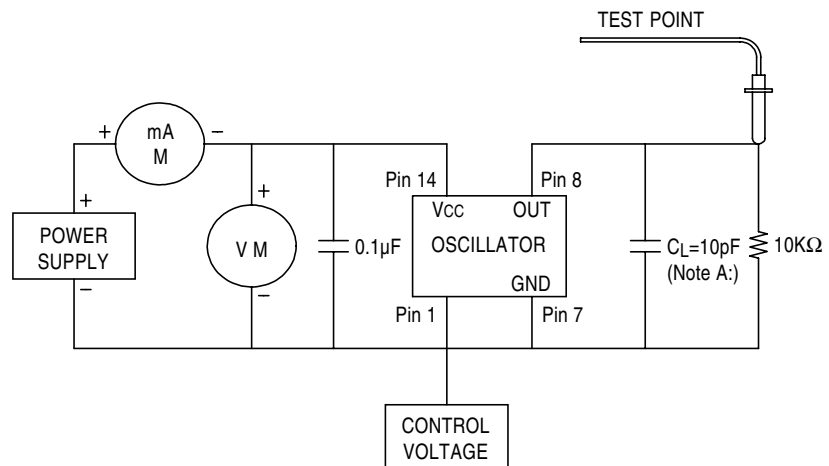 TEST POINT
+
mA
M
–
Pin 14
Pin 8
+
POWER
SUPPLY
–
+
V M
–
0.1µF
VCC
OUT
OSCILLATOR
GND
CL=10pF
(Note A:)
10KΩ
Pin 1
Pin 7
CONTROL
VOLTAGE